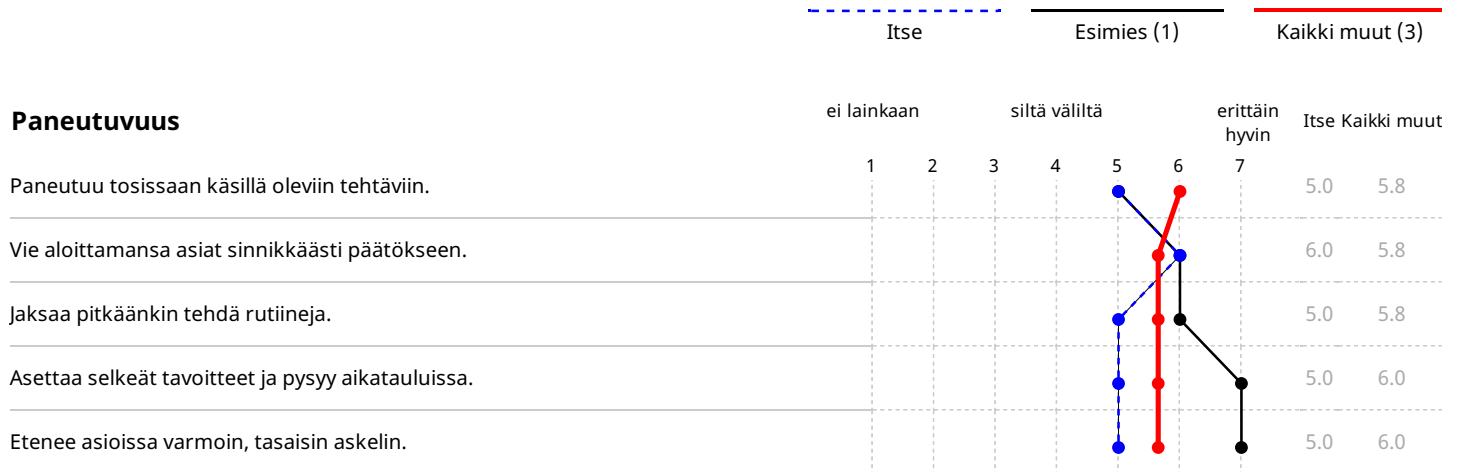 Itse Esimies (1) Kaikki muut (3)
Paneutuvuus
ei lainkaan siltä väliltä erittäin hyvin Itse Kaikki muut
1 2 3 4 5 6 7
Paneutuu tosissaan käsillä oleviin tehtäviin. 5.0 5.8
Vie aloittamansa asiat sinnikkäästi päätökseen. 6.0 5.8
Jaksaa pitkäänkin tehdä rutiineja. 5.0 5.8
Asettaa selkeät tavoitteet ja pysyy aikatauluissa. 5.0 6.0
Etenee asioissa varmoin, tasaisin askelin. 5.0 6.0